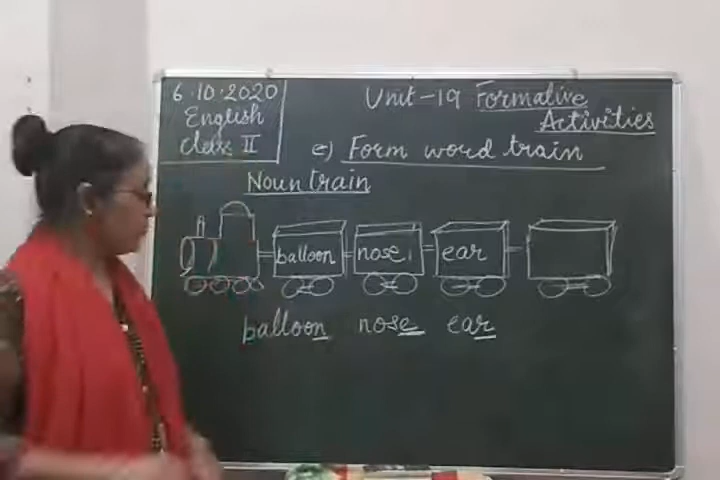 6.10.2020
English
Class II
Unit-19 Formative
Activities
e) Form word train
Noun train
balloon nose ear
balloon nose ear